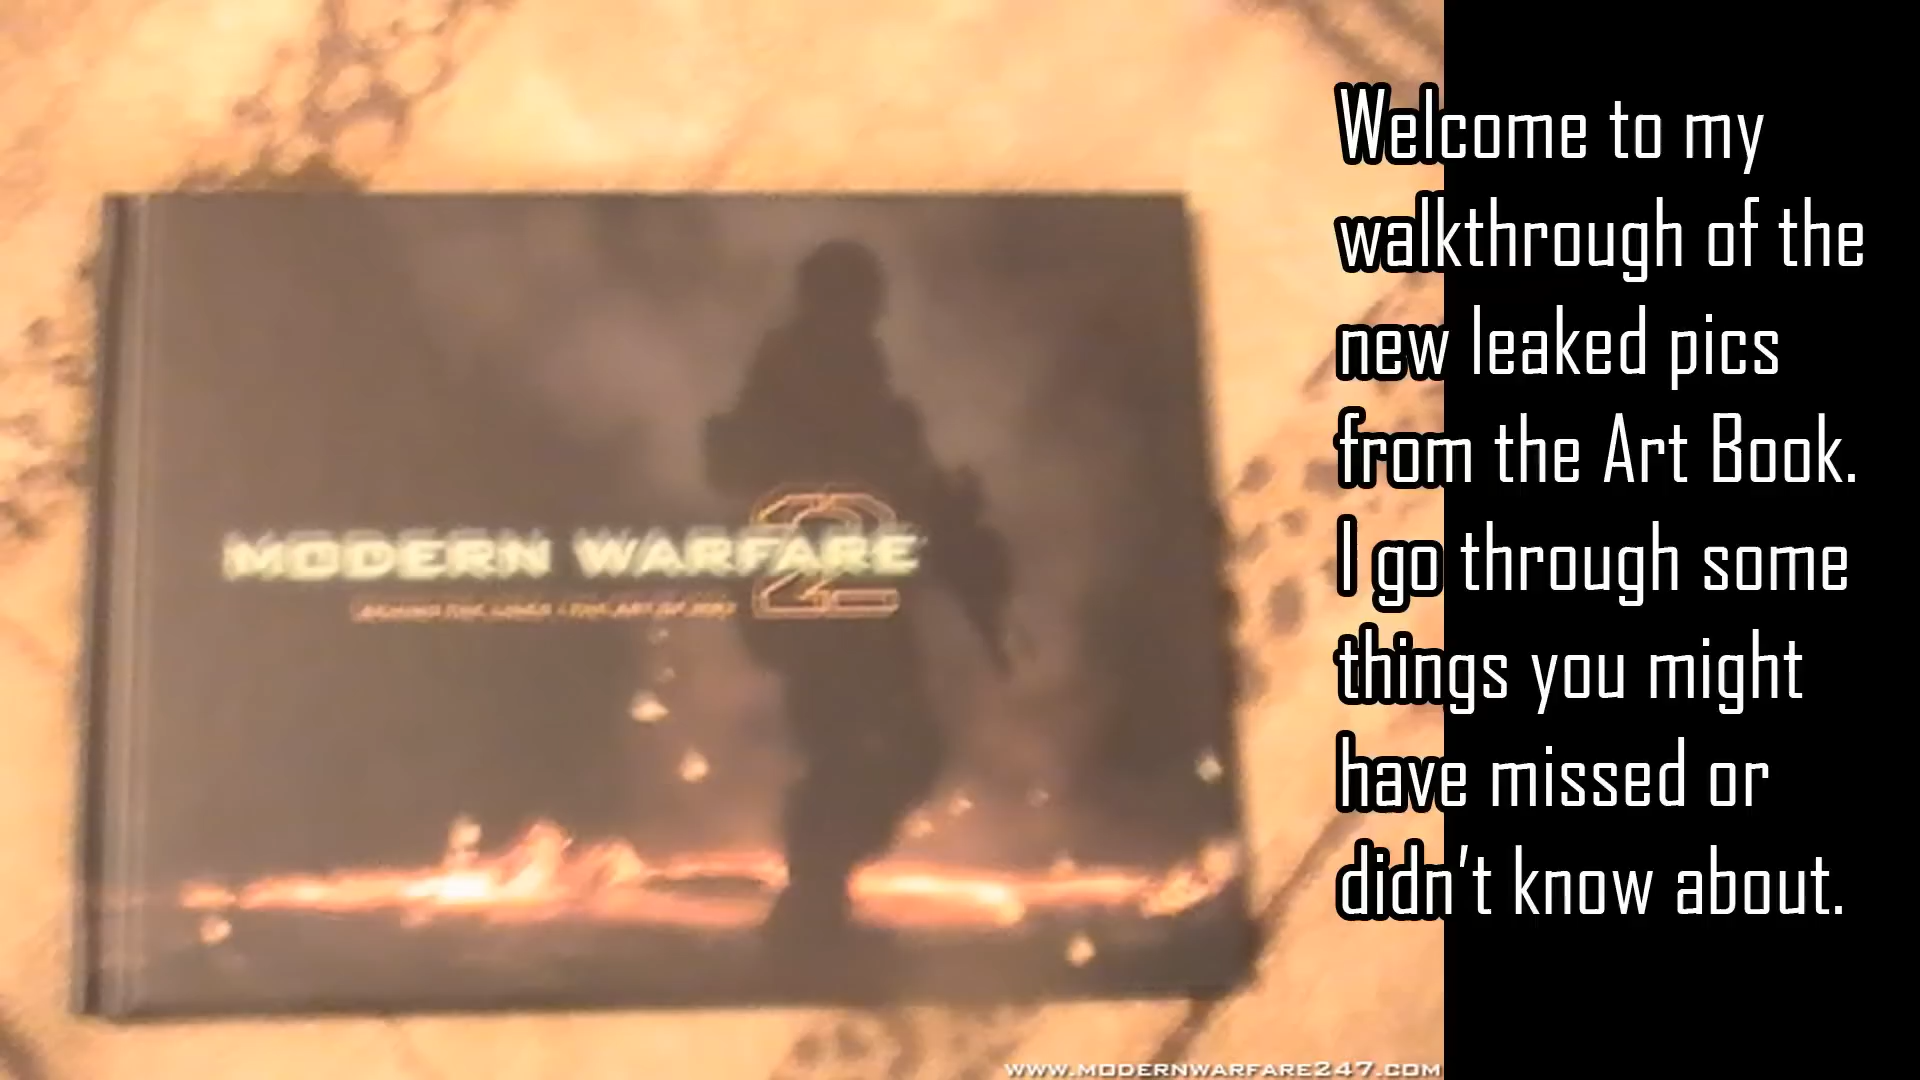 Welcome to my
walkthrough of the
new leaked pics
from the Art Book.
I go through some
things you might
have missed or
didn't know about.
MODERN WARFARE 2
WWW.MODERNWARFARE247.COM